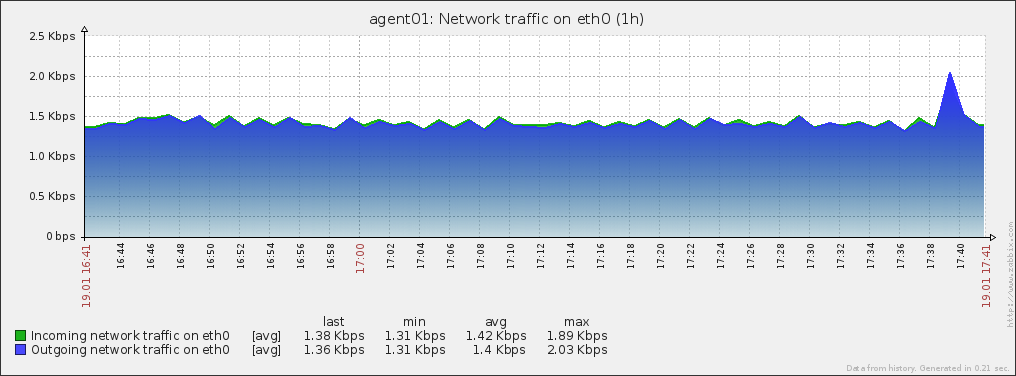 agent01: Network traffic on eth0 (1h)
2.5 Kbps
2.0 Kbps
1.5 Kbps
1.0 Kbps
0.5 Kbps
0 bps
19.01 16:41 16:44 16:46 16:48 16:50 16:52 16:54 16:56 16:58 17:00 17:02 17:04 17:06 17:08 17:10 17:12 17:14 17:16 17:19 17:20 17:22 17:24 17:26 17:28 17:30 17:32 17:34 17:36 17:38 17:40 19.01 17:41
http://www.zabbix.com
last min avg max
Incoming network traffic on eth0 [avg] 1.38 Kbps 1.31 Kbps 1.42 Kbps 1.89 Kbps
Outgoing network traffic on eth0 [avg] 1.36 Kbps 1.31 Kbps 1.4 Kbps 2.03 Kbps
Data from history. Generated in 0.21 sec.